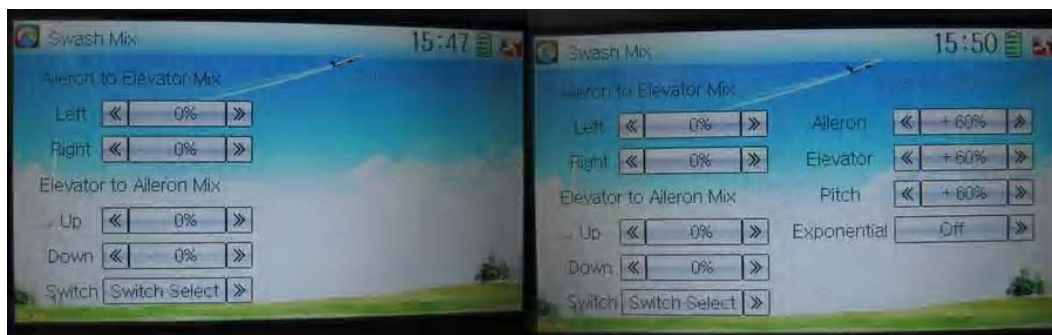 Swash Mix 15:47
Aileron to Elevator Mix
Left 0%
Right 0%
Elevator to Aileron Mix
Up 0%
Down 0%
Switch Switch Select
Swash Mix 15:50
Aileron to Elevator Mix
Left 0% Aileron +60%
Right 0% Elevator +60%
Elevator to Aileron Mix Pitch +60%
Up 0% Exponential Off
Down 0%
Switch Switch Select